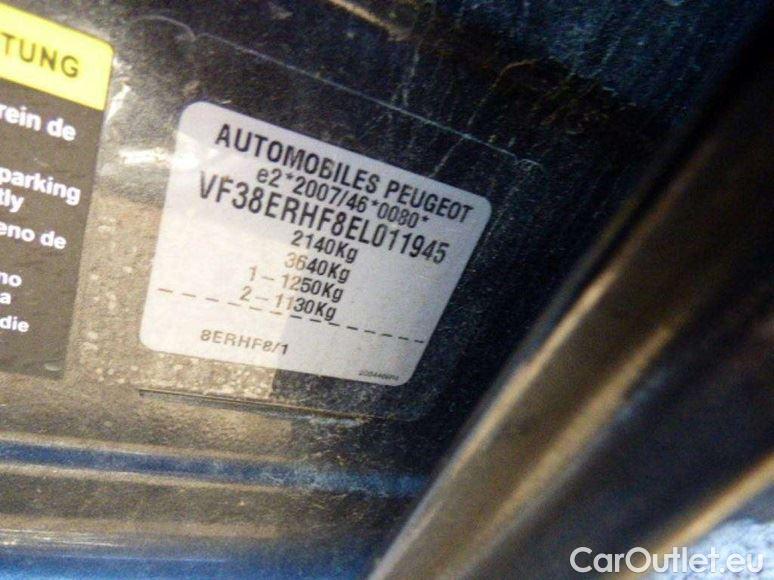 TUNG
rein de
parking
tly
eno de
no
a
die
AUTOMOBILES PEUGEOT
e2*2007/46*0080*
VF38ERHF8EL011945
2140Kg
3640Kg
1-1250Kg
2-1130Kg
8ERHF8/1
CarOutlet.eu